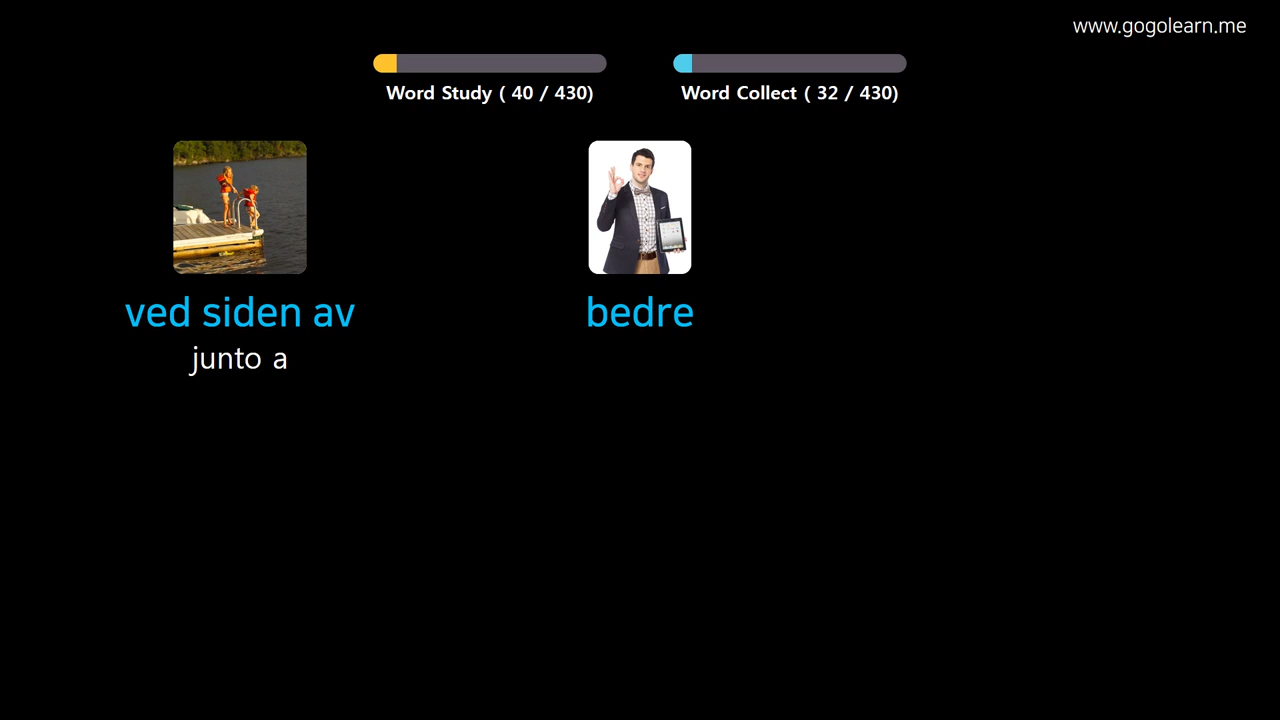 www.gogolearn.me
Word Study ( 40 / 430)
Word Collect ( 32 / 430)
ved siden av
junto a
bedre